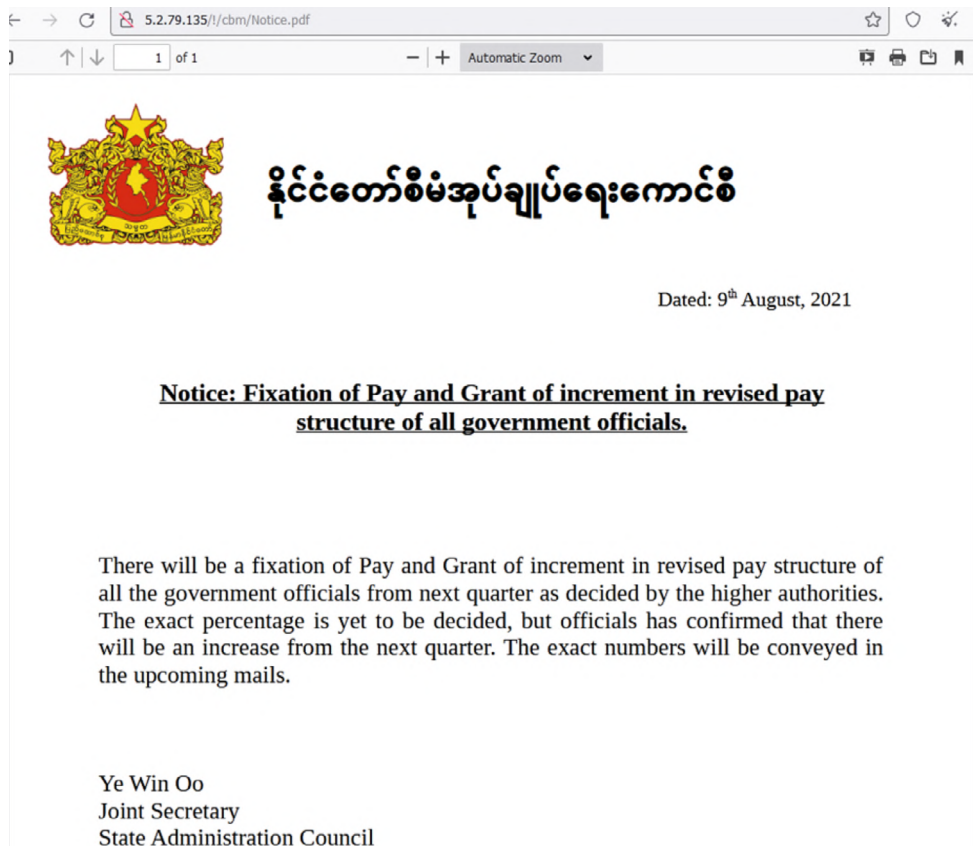 5.2.79.135/!/cbm/Notice.pdf
1 of 1
Automatic Zoom
နိုင်ငံတော်စီမံအုပ်ချုပ်ရေးကောင်စီ
Dated: 9th August, 2021
Notice: Fixation of Pay and Grant of increment in revised pay
structure of all government officials.
There will be a fixation of Pay and Grant of increment in revised pay structure of
all the government officials from next quarter as decided by the higher authorities.
The exact percentage is yet to be decided, but officials has confirmed that there
will be an increase from the next quarter. The exact numbers will be conveyed in
the upcoming mails.
Ye Win Oo
Joint Secretary
State Administration Council